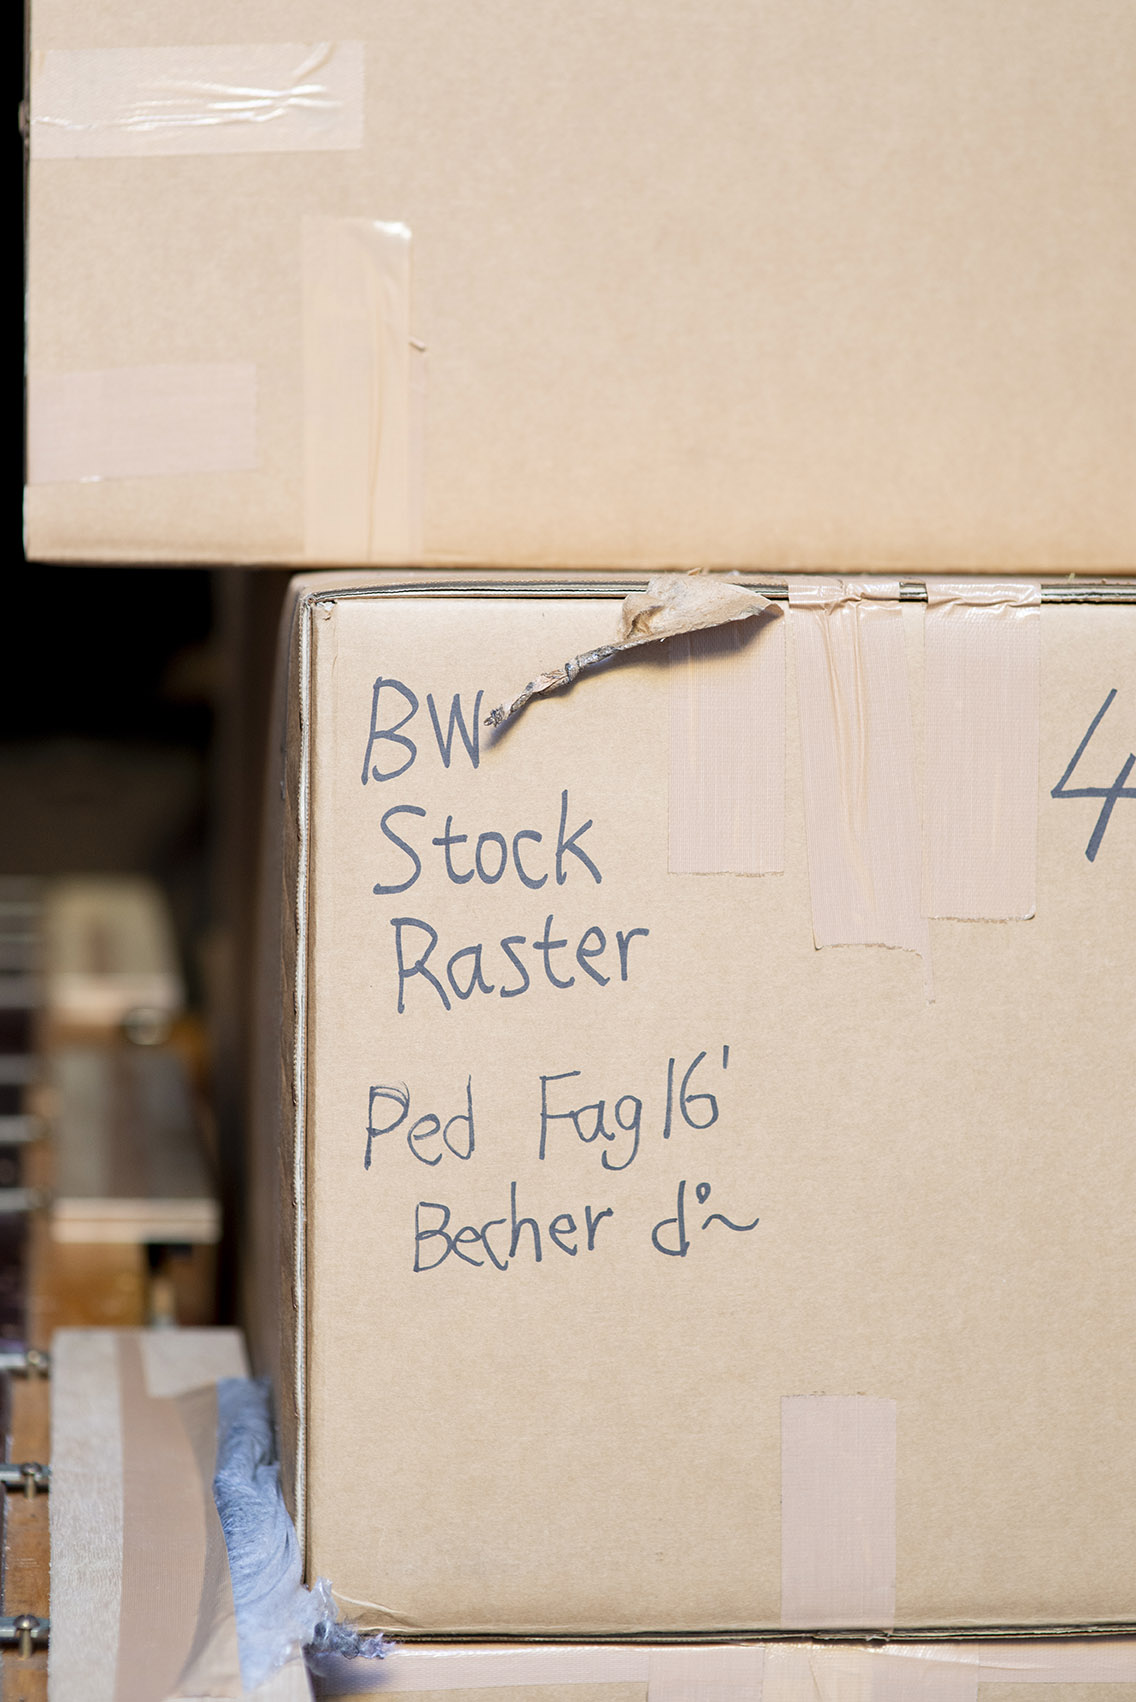 BW
Stock
Raster
Ped Fag 16'
Becher d°~
4